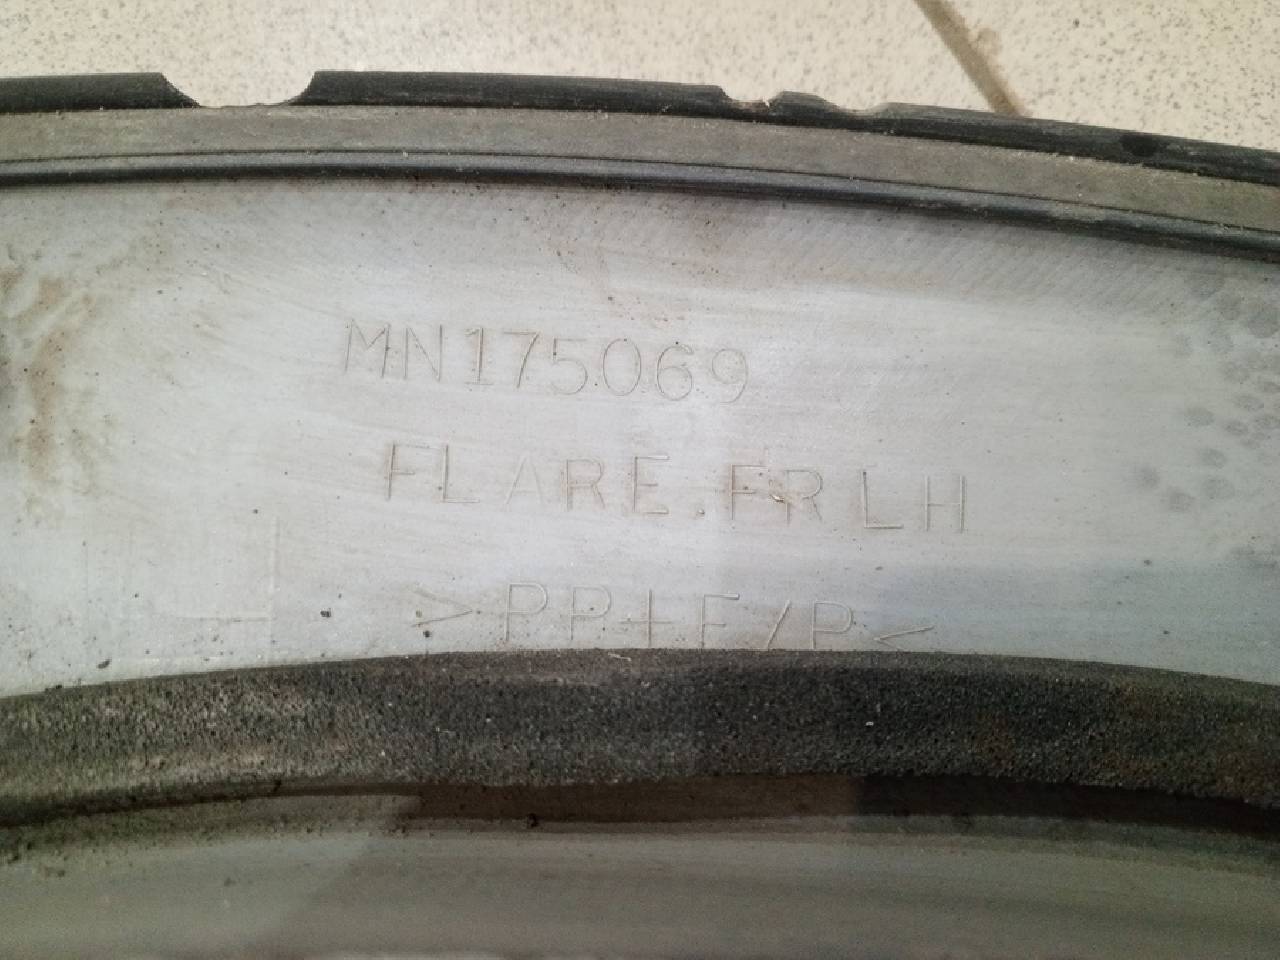 MN175069
FLARE.FR LH
>PP+E/P<